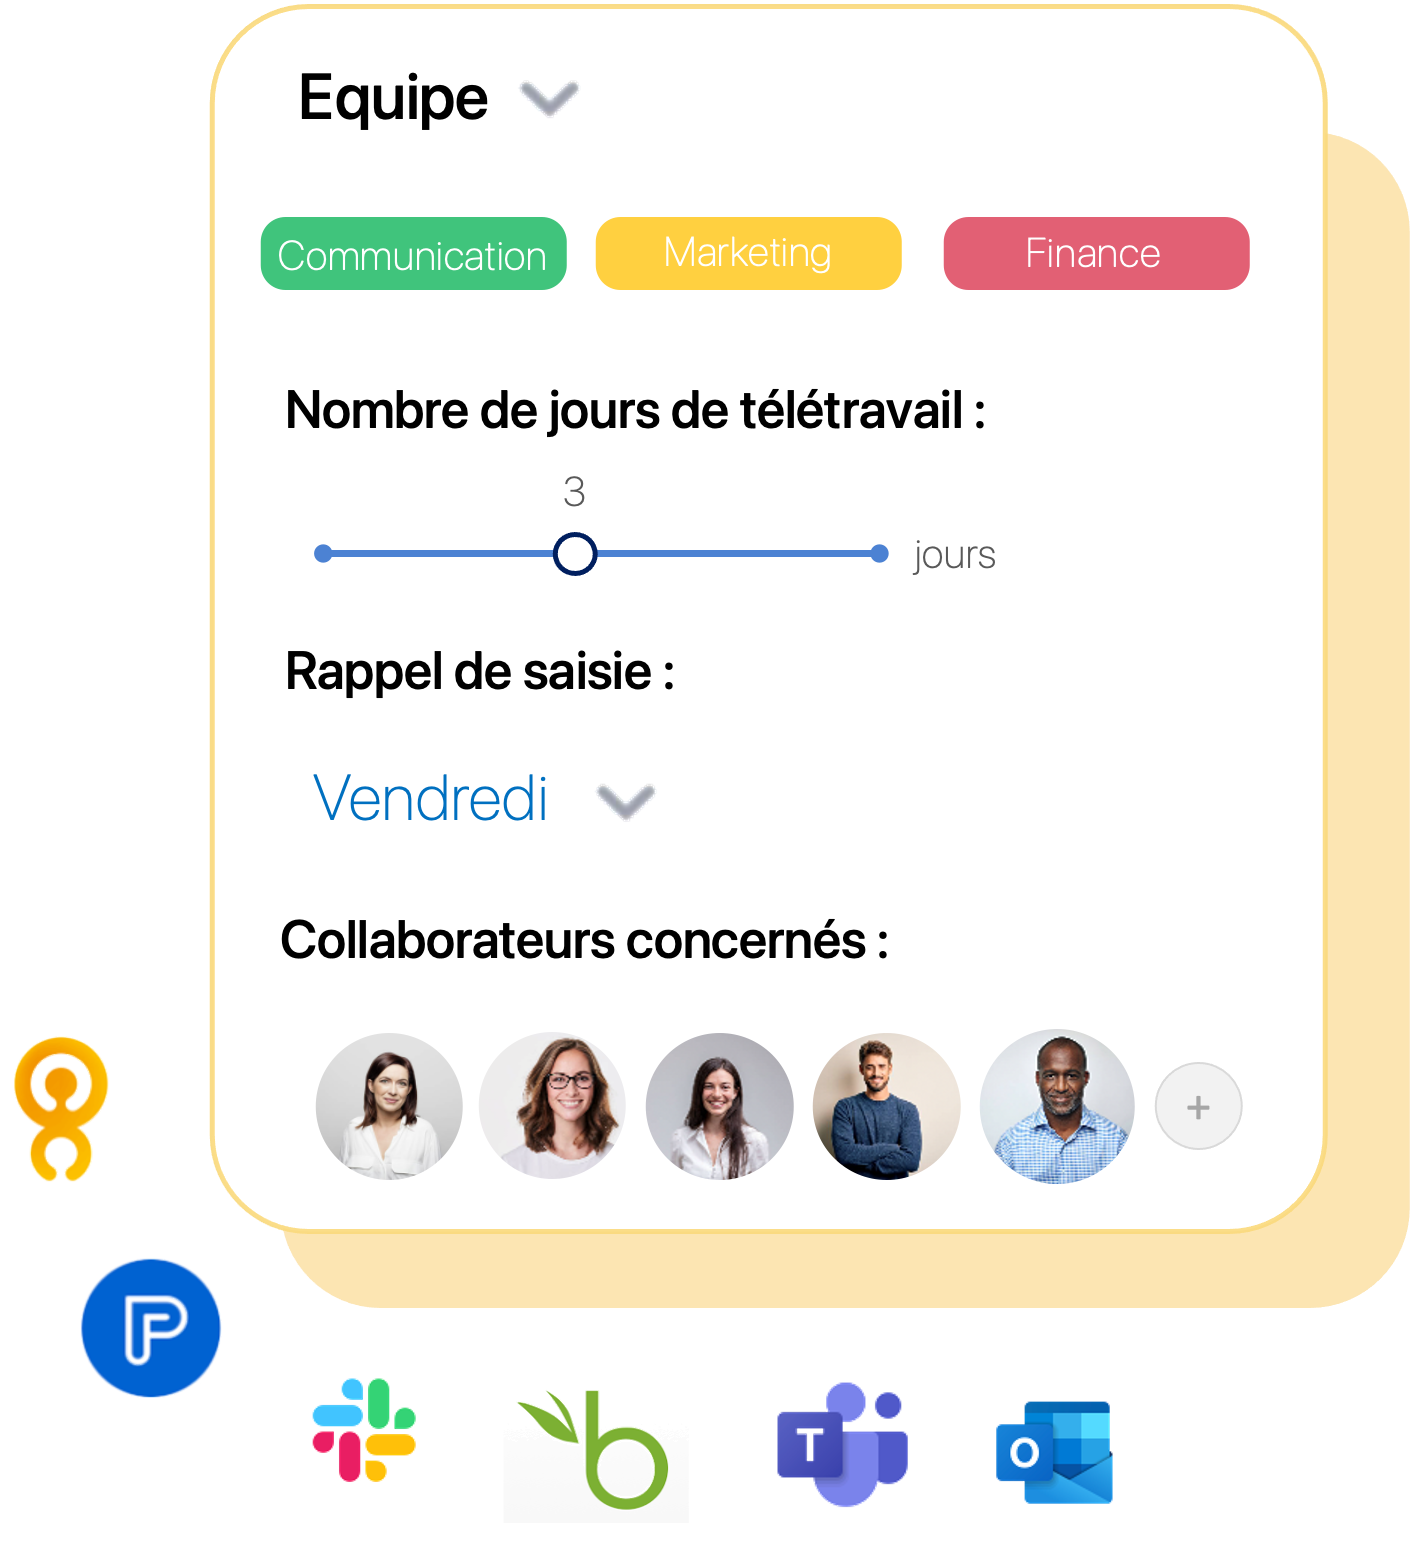 Equipe
Communication Marketing Finance
Nombre de jours de télétravail :
3
jours
Rappel de saisie :
Vendredi
Collaborateurs concernés :
+
P
b T O